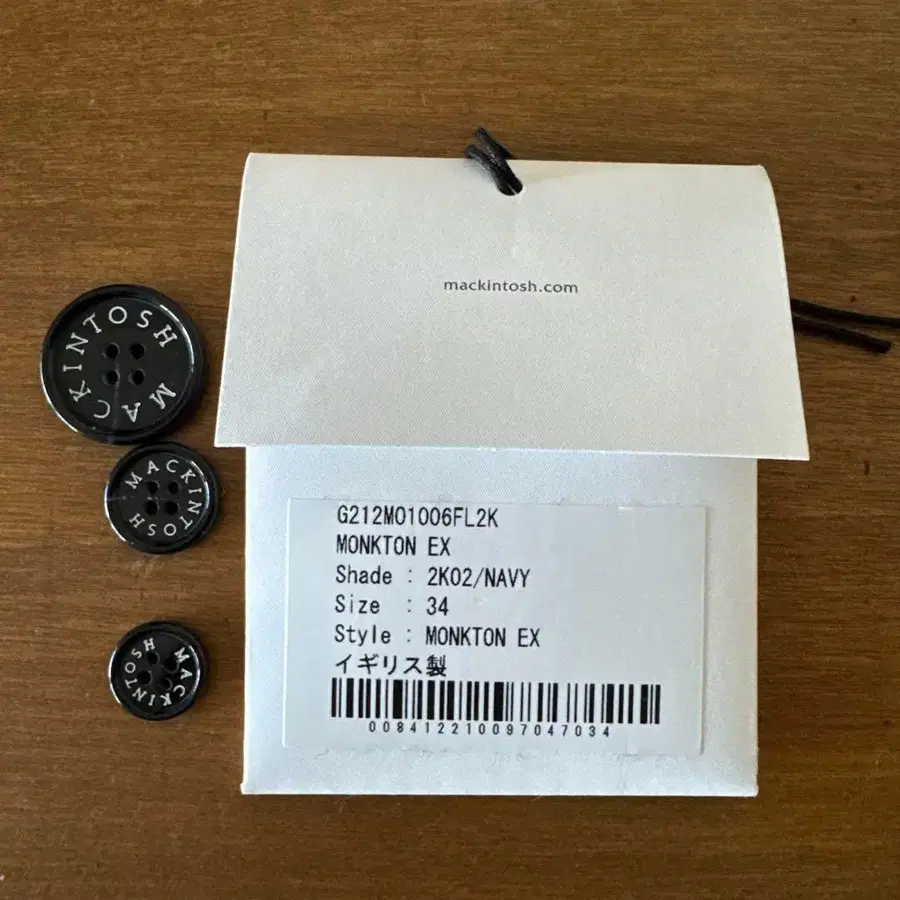 mackintosh.com
MACKINTOSH
MACKINTOSH
MACKINTOSH
G212M01006FL2K
MONKTON EX
Shade : 2K02/NAVY
Size : 34
Style : MONKTON EX
イギリス製
008412210097047034